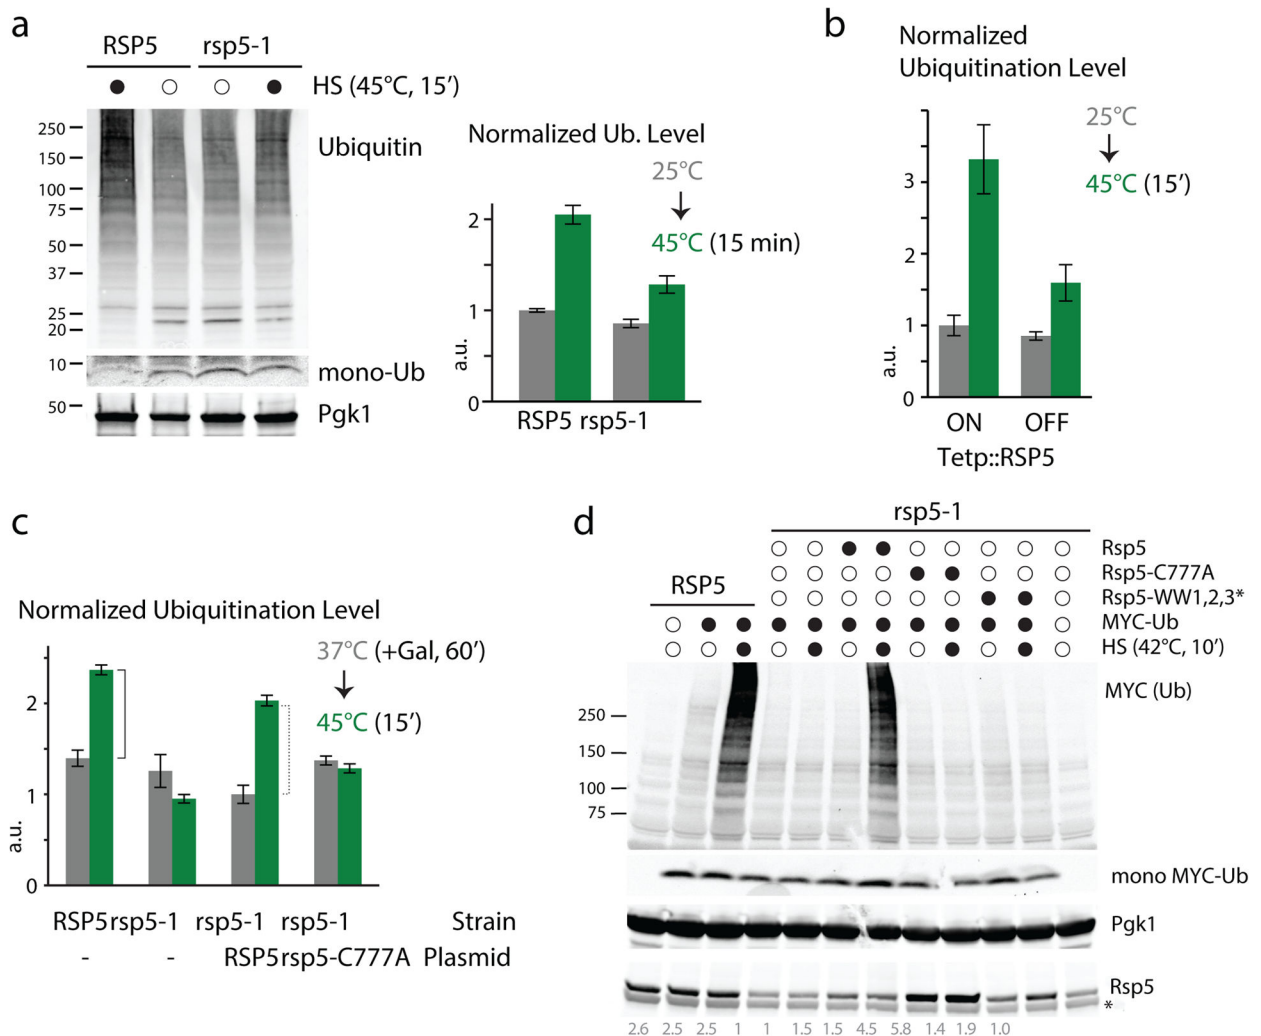 a
RSP5 rsp5-1
HS (45°C, 15′)
250
150
100
75
50
37
25
20
10
50
Ubiquitin
mono-Ub
Pgk1
Normalized Ub. Level
25°C
45°C (15 min)
2
1
0
a.u.
RSP5 rsp5-1
b
Normalized
Ubiquitination Level
25°C
45°C (15′)
3
2
1
0
a.u.
ON OFF
Tetp::RSP5
c
Normalized Ubiquitination Level
37°C (+Gal, 60′)
45°C (15′)
2
1
0
a.u.
RSP5 rsp5-1 rsp5-1 rsp5-1 Strain
- - RSP5 rsp5-C777A Plasmid
d
rsp5-1
RSP5
Rsp5
Rsp5-C777A
Rsp5-WW1,2,3*
MYC-Ub
HS (42°C, 10′)
MYC (Ub)
250
150
100
75
mono MYC-Ub
Pgk1
Rsp5
*
2.6 2.5 2.5 1 1 1.5 1.5 4.5 5.8 1.4 1.9 1.0